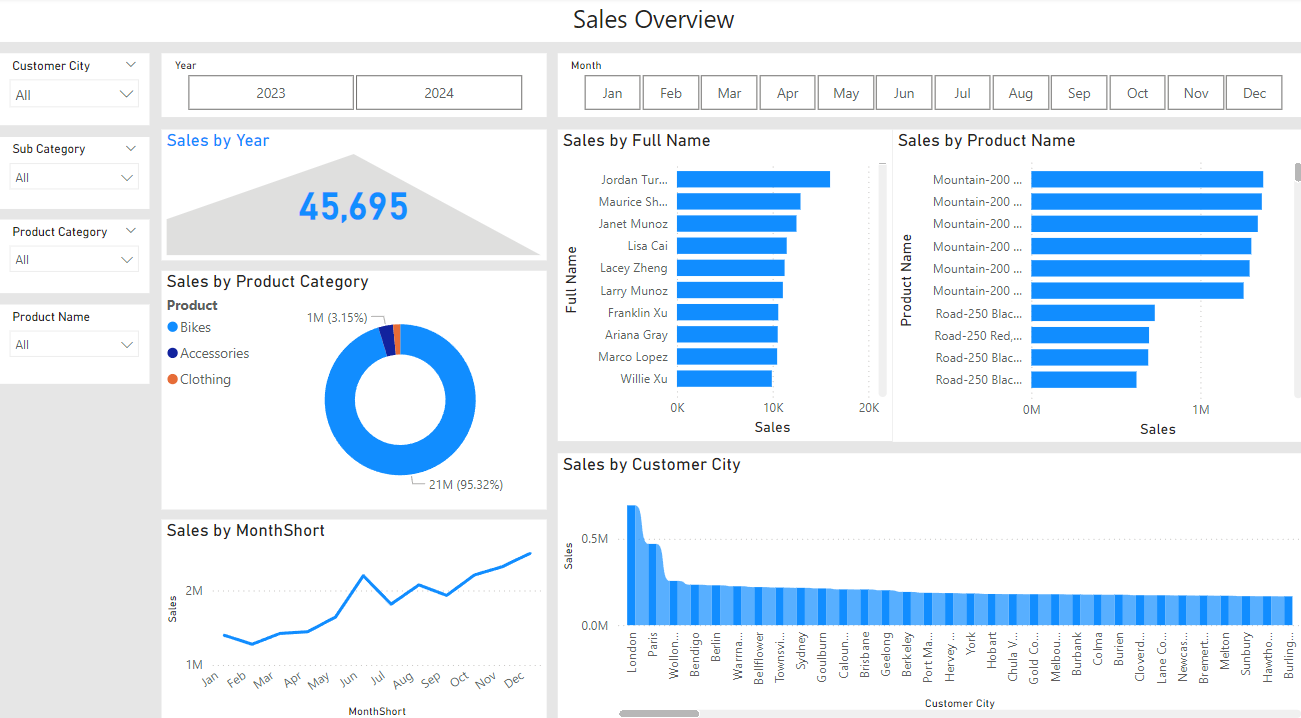 Sales Overview
Customer City
All
Sub Category
All
Product Category
All
Product Name
All
Year
2023
2024
Month
Jan
Feb
Mar
Apr
May
Jun
Jul
Aug
Sep
Oct
Nov
Dec
Sales by Year
45,695
Sales by Product Category
Product
Bikes
Accessories
Clothing
1M (3.15%)
21M (95.32%)
Sales by MonthShort
Sales
2M
1M
Jan
Feb
Mar
Apr
May
Jun
Jul
Aug
Sep
Oct
Nov
Dec
MonthShort
Sales by Full Name
Full Name
Jordan Tur...
Maurice Sh...
Janet Munoz
Lisa Cai
Lacey Zheng
Larry Munoz
Franklin Xu
Ariana Gray
Marco Lopez
Willie Xu
0K
10K
20K
Sales
Sales by Product Name
Product Name
Mountain-200 ...
Mountain-200 ...
Mountain-200 ...
Mountain-200 ...
Mountain-200 ...
Mountain-200 ...
Road-250 Blac...
Road-250 Red,...
Road-250 Blac...
Road-250 Blac...
0M
1M
Sales
Sales by Customer City
Sales
0.5M
0.0M
London
Paris
Wollon...
Bendigo
Berlin
Warrna...
Bellflower
Townsvi...
Sydney
Goulburn
Caloun...
Brisbane
Geelong
Berkeley
Port Ma...
Hervey ...
York
Hobart
Chula V...
Gold Co...
Melbou...
Burbank
Colma
Burien
Cloverd...
Lane Co...
Newcas...
Bremert...
Melton
Sunbury
Hawtho...
Burling...
Customer City